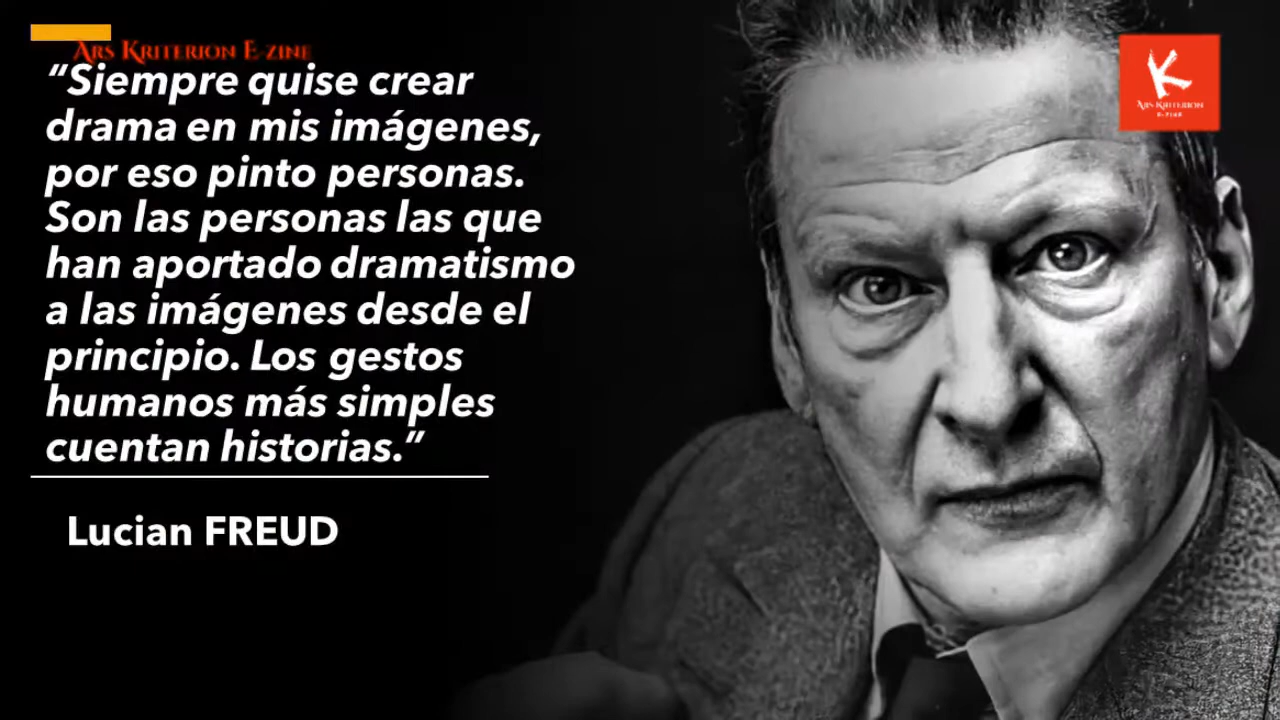 ARS KRITERION E-ZINE
“Siempre quise crear
drama en mis imágenes,
por eso pinto personas.
Son las personas las que
han aportado dramatismo
a las imágenes desde el
principio. Los gestos
humanos más simples
cuentan historias.”
Lucian FREUD
K
ARS KRITERION
E-ZINE